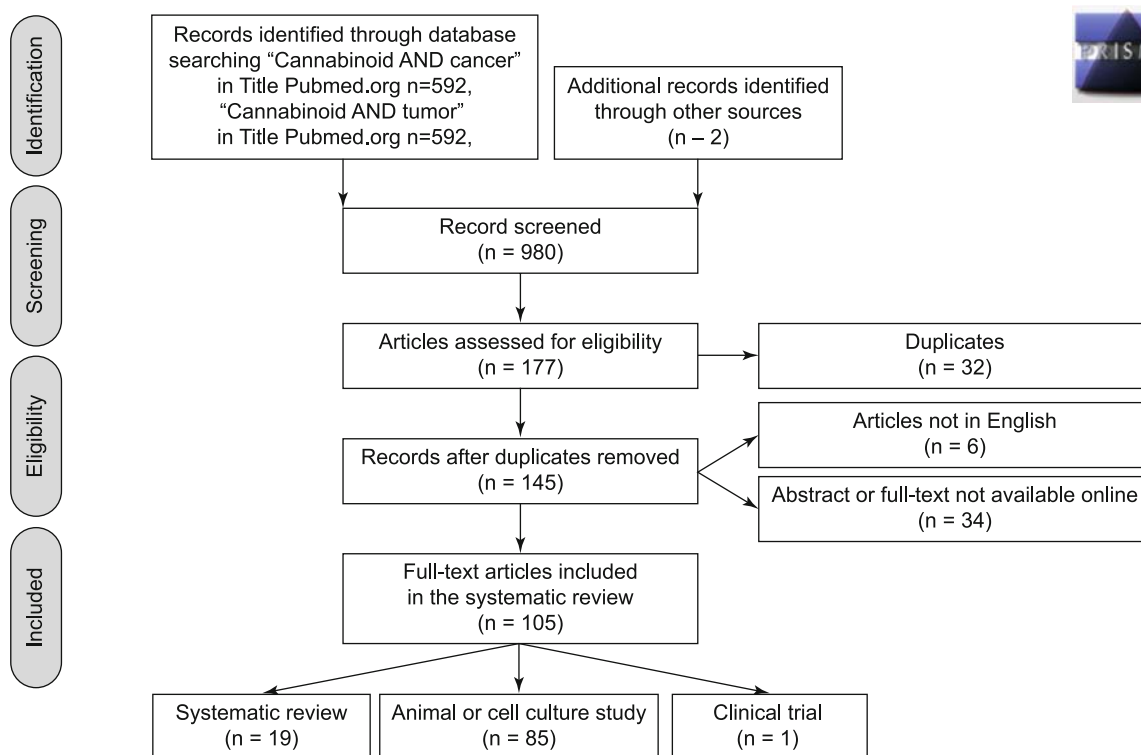 Identification
Records identified through database
searching “Cannabinoid AND cancer”
in Title Pubmed.org n=592,
“Cannabinoid AND tumor”
in Title Pubmed.org n=592,
Additional records identified
through other sources
(n – 2)
PRIS
Screening
Record screened
(n = 980)
Articles assessed for eligibility
(n = 177)
Duplicates
(n = 32)
Eligibility
Records after duplicates removed
(n = 145)
Articles not in English
(n = 6)
Abstract or full-text not available online
(n = 34)
Included
Full-text articles included
in the systematic review
(n = 105)
Systematic review
(n = 19)
Animal or cell culture study
(n = 85)
Clinical trial
(n = 1)